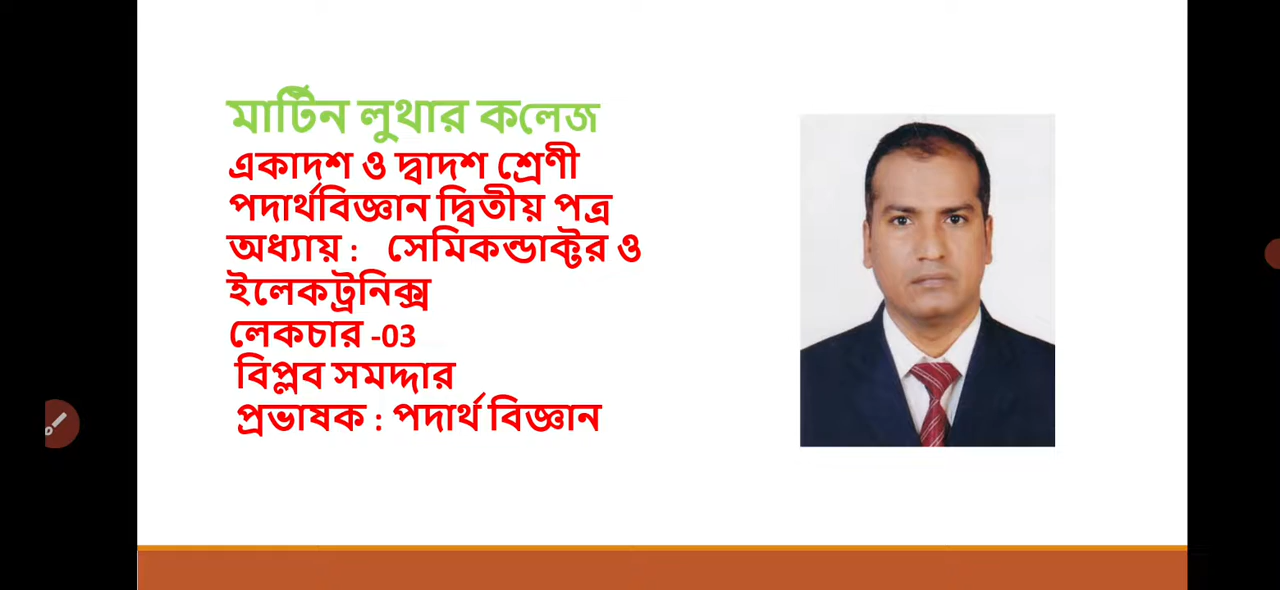 মার্টিন লুথার কলেজ
একাদশ ও দ্বাদশ শ্রেণী
পদার্থবিজ্ঞান দ্বিতীয় পত্র
অধ্যায় : সেমিকন্ডাক্টর ও
ইলেকট্রনিক্স
লেকচার -03
বিপ্লব সমদ্দার
প্রভাষক : পদার্থ বিজ্ঞান